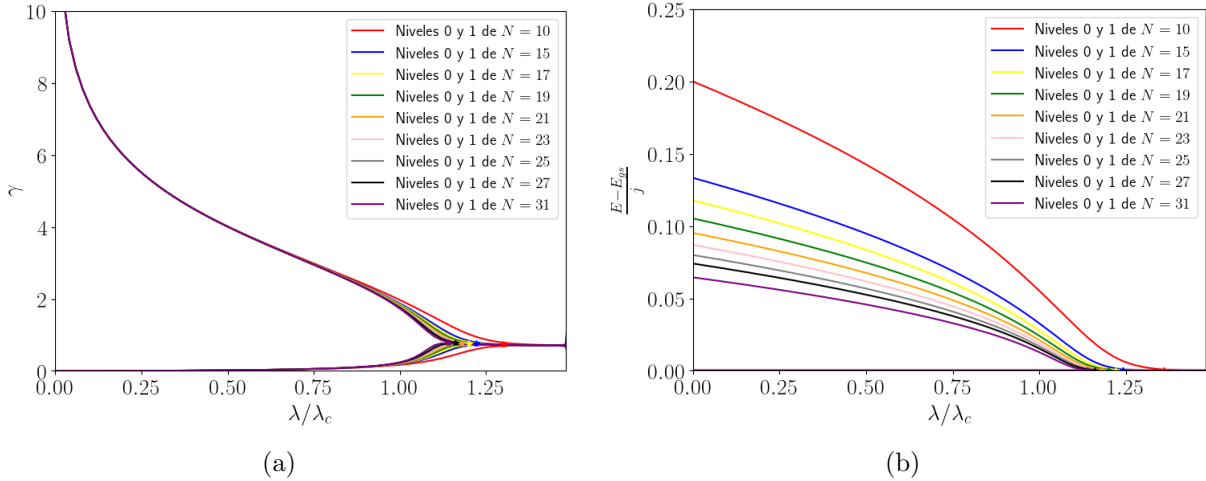 10
8
6
4
2
0
γ
0.00
0.25
0.50
0.75
1.00
1.25
λ/λ_c
Niveles 0 y 1 de N = 10
Niveles 0 y 1 de N = 15
Niveles 0 y 1 de N = 17
Niveles 0 y 1 de N = 19
Niveles 0 y 1 de N = 21
Niveles 0 y 1 de N = 23
Niveles 0 y 1 de N = 25
Niveles 0 y 1 de N = 27
Niveles 0 y 1 de N = 31
(a)
0.25
0.20
0.15
0.10
0.05
0.00
E−E_gs
j
0.00
0.25
0.50
0.75
1.00
1.25
λ/λ_c
Niveles 0 y 1 de N = 10
Niveles 0 y 1 de N = 15
Niveles 0 y 1 de N = 17
Niveles 0 y 1 de N = 19
Niveles 0 y 1 de N = 21
Niveles 0 y 1 de N = 23
Niveles 0 y 1 de N = 25
Niveles 0 y 1 de N = 27
Niveles 0 y 1 de N = 31
(b)